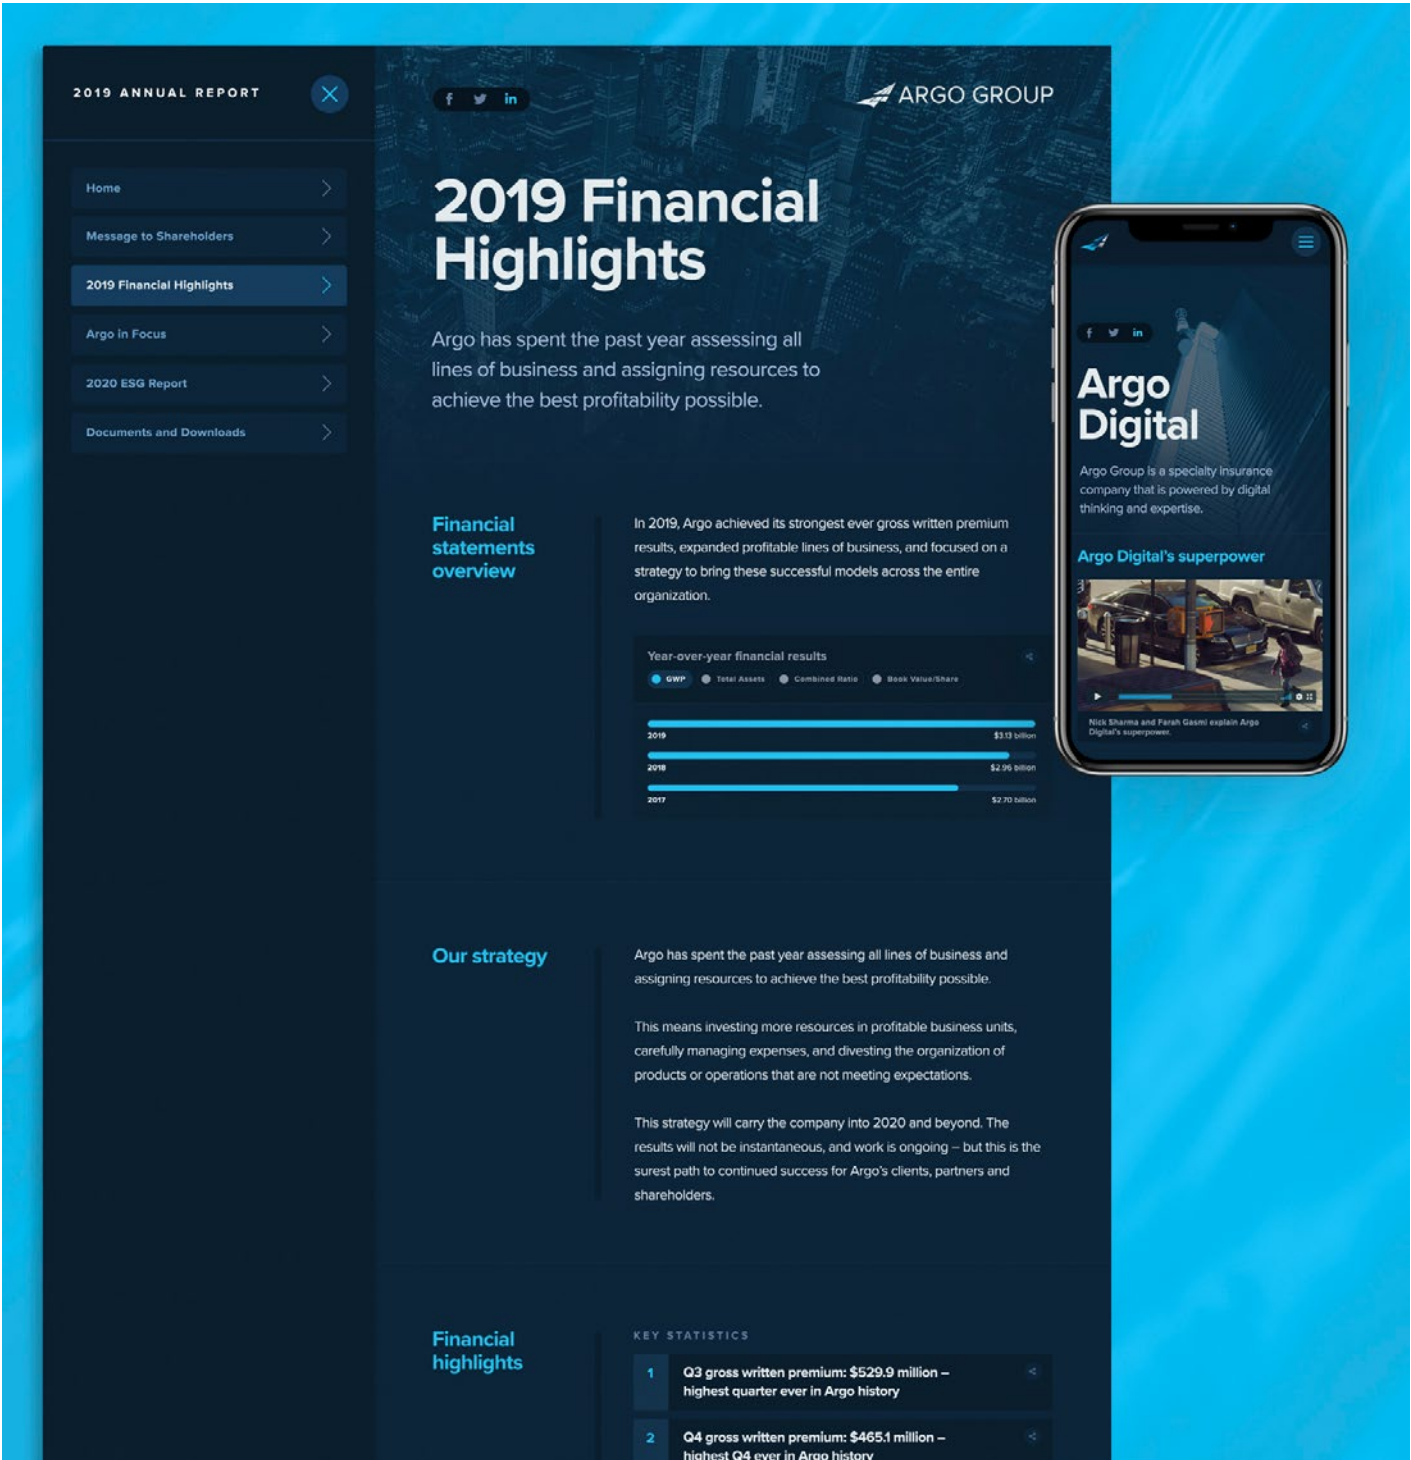 2019 ANNUAL REPORT
Home
Message to Shareholders
2019 Financial Highlights
Argo in Focus
2020 ESG Report
Documents and Downloads
f in
ARGO GROUP
2019 Financial
Highlights
Argo has spent the past year assessing all
lines of business and assigning resources to
achieve the best profitability possible.
Financial
statements
overview
In 2019, Argo achieved its strongest ever gross written premium
results, expanded profitable lines of business, and focused on a
strategy to bring these successful models across the entire
organization.
Year-over-year financial results
GWP Total Assets Combined Ratio Book Value/Share
2019 $3.13 billion
2018 $2.96 billion
2017 $2.70 billion
Our strategy
Argo has spent the past year assessing all lines of business and
assigning resources to achieve the best profitability possible.
This means investing more resources in profitable business units,
carefully managing expenses, and divesting the organization of
products or operations that are not meeting expectations.
This strategy will carry the company into 2020 and beyond. The
results will not be instantaneous, and work is ongoing – but this is the
surest path to continued success for Argo's clients, partners and
shareholders.
Financial
highlights
KEY STATISTICS
1 Q3 gross written premium: $529.9 million –
highest quarter ever in Argo history
2 Q4 gross written premium: $465.1 million –
highest Q4 ever in Argo history
f in
Argo
Digital
Argo Group is a specialty insurance
company that is powered by digital
thinking and expertise.
Argo Digital's superpower
Nick Sharma and Farah Gasmi explain Argo
Digital's superpower.